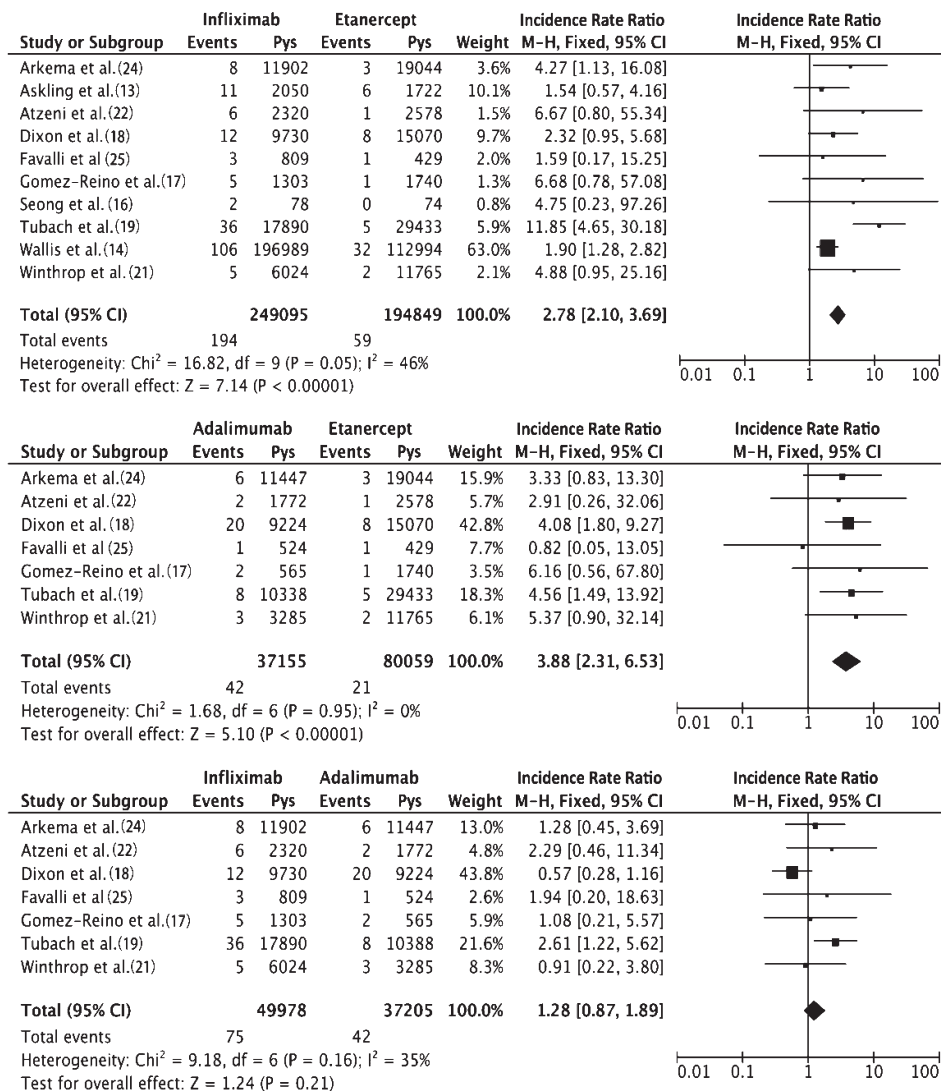 Infliximab Etanercept Incidence Rate Ratio Incidence Rate Ratio
Study or Subgroup Events Pys Events Pys Weight M-H, Fixed, 95% CI M-H, Fixed, 95% CI
Arkema et al.(24) 8 11902 3 19044 3.6% 4.27 [1.13, 16.08]
Askling et al.(13) 11 2050 6 1722 10.1% 1.54 [0.57, 4.16]
Atzeni et al.(22) 6 2320 1 2578 1.5% 6.67 [0.80, 55.34]
Dixon et al.(18) 12 9730 8 15070 9.7% 2.32 [0.95, 5.68]
Favalli et al(25) 3 809 1 429 2.0% 1.59 [0.17, 15.25]
Gomez-Reino et al.(17) 5 1303 1 1740 1.3% 6.68 [0.78, 57.08]
Seong et al.(16) 2 78 0 74 0.8% 4.75 [0.23, 97.26]
Tubach et al.(19) 36 17890 5 29433 5.9% 11.85 [4.65, 30.18]
Wallis et al.(14) 106 196989 32 112994 63.0% 1.90 [1.28, 2.82]
Winthrop et al.(21) 5 6024 2 11765 2.1% 4.88 [0.95, 25.16]
Total (95% CI) 249095 194849 100.0% 2.78 [2.10, 3.69]
Total events 194 59
Heterogeneity: Chi² = 16.82, df = 9 (P = 0.05); I² = 46%
Test for overall effect: Z = 7.14 (P < 0.00001)
0.01 0.1 1 10 100
Adalimumab Etanercept Incidence Rate Ratio Incidence Rate Ratio
Study or Subgroup Events Pys Events Pys Weight M-H, Fixed, 95% CI M-H, Fixed, 95% CI
Arkema et al.(24) 6 11447 3 19044 15.9% 3.33 [0.83, 13.30]
Atzeni et al.(22) 2 1772 1 2578 5.7% 2.91 [0.26, 32.06]
Dixon et al.(18) 20 9224 8 15070 42.8% 4.08 [1.80, 9.27]
Favalli et al(25) 1 524 1 429 7.7% 0.82 [0.05, 13.05]
Gomez-Reino et al.(17) 2 565 1 1740 3.5% 6.16 [0.56, 67.80]
Tubach et al.(19) 8 10338 5 29433 18.3% 4.56 [1.49, 13.92]
Winthrop et al.(21) 3 3285 2 11765 6.1% 5.37 [0.90, 32.14]
Total (95% CI) 37155 80059 100.0% 3.88 [2.31, 6.53]
Total events 42 21
Heterogeneity: Chi² = 1.68, df = 6 (P = 0.95); I² = 0%
Test for overall effect: Z = 5.10 (P < 0.00001)
0.01 0.1 1 10 100
Infliximab Adalimumab Incidence Rate Ratio Incidence Rate Ratio
Study or Subgroup Events Pys Events Pys Weight M-H, Fixed, 95% CI M-H, Fixed, 95% CI
Arkema et al.(24) 8 11902 6 11447 13.0% 1.28 [0.45, 3.69]
Atzeni et al.(22) 6 2320 2 1772 4.8% 2.29 [0.46, 11.34]
Dixon et al.(18) 12 9730 20 9224 43.8% 0.57 [0.28, 1.16]
Favalli et al(25) 3 809 1 524 2.6% 1.94 [0.20, 18.63]
Gomez-Reino et al.(17) 5 1303 2 565 5.9% 1.08 [0.21, 5.57]
Tubach et al.(19) 36 17890 8 10388 21.6% 2.61 [1.22, 5.62]
Winthrop et al.(21) 5 6024 3 3285 8.3% 0.91 [0.22, 3.80]
Total (95% CI) 49978 37205 100.0% 1.28 [0.87, 1.89]
Total events 75 42
Heterogeneity: Chi² = 9.18, df = 6 (P = 0.16); I² = 35%
Test for overall effect: Z = 1.24 (P = 0.21)
0.01 0.1 1 10 100